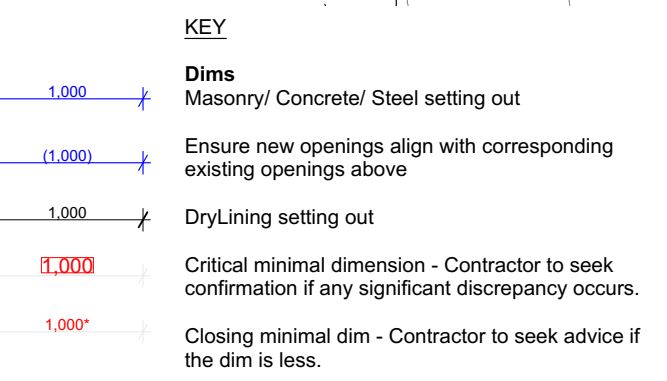 KEY
Dims
1,000 Masonry/ Concrete/ Steel setting out
(1,000) Ensure new openings align with corresponding
existing openings above
1,000 DryLining setting out
1,000 Critical minimal dimension - Contractor to seek
confirmation if any significant discrepancy occurs.
1,000* Closing minimal dim - Contractor to seek advice if
the dim is less.